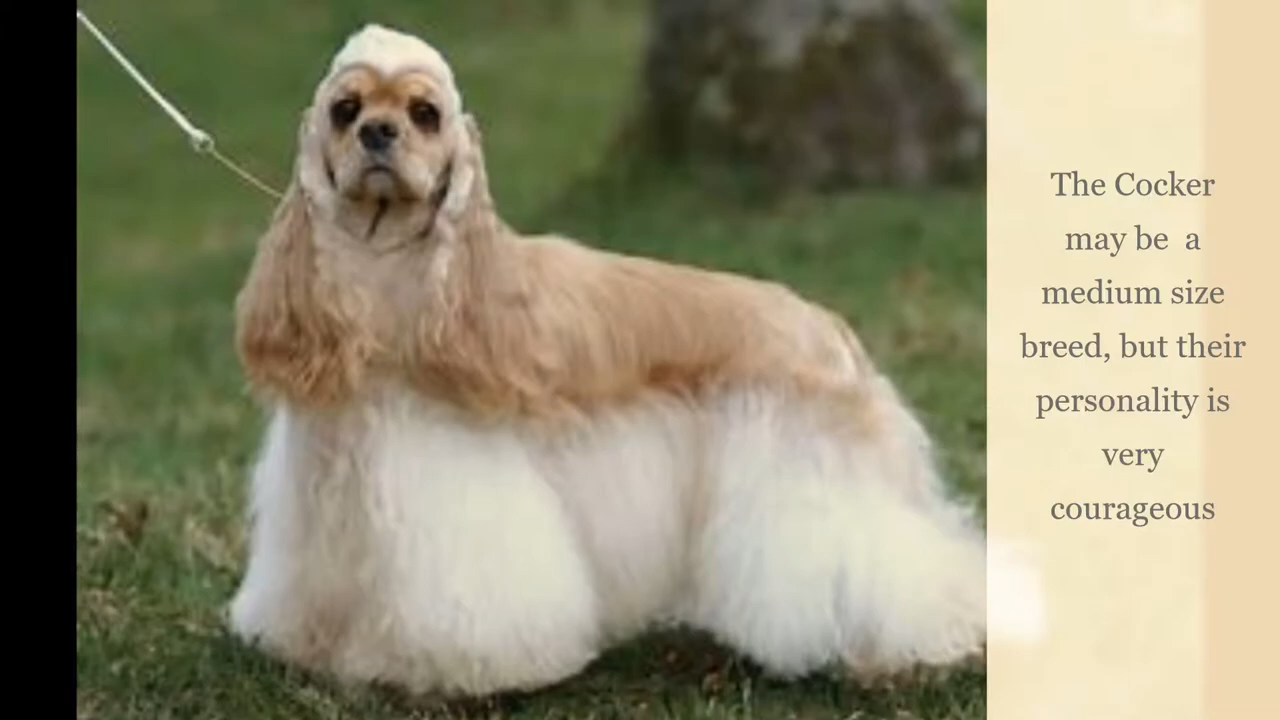 The Cocker
may be  a
medium size
breed, but their
personality is
very
courageous